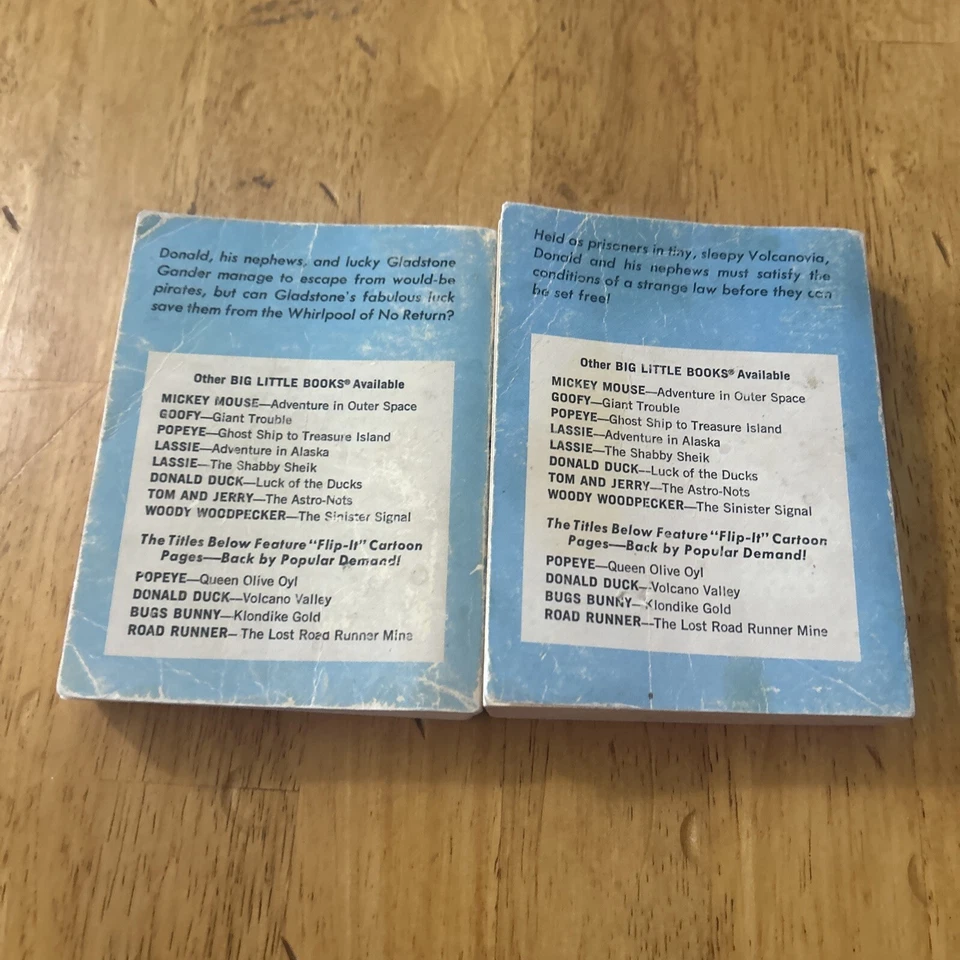 Donald, his nephews, and lucky Gladstone
Gander manage to escape from would-be
pirates, but can Gladstone's fabulous luck
save them from the Whirlpool of No Return?
Other BIG LITTLE BOOKS® Available
MICKEY MOUSE—Adventure in Outer Space
GOOFY—Giant Trouble
POPEYE—Ghost Ship to Treasure Island
LASSIE—Adventure in Alaska
LASSIE—The Shabby Sheik
DONALD DUCK—Luck of the Ducks
TOM AND JERRY—The Astro-Nots
WOODY WOODPECKER—The Sinister Signal
The Titles Below Feature "Flip-It" Cartoon
Pages—Back by Popular Demand!
POPEYE—Queen Olive Oyl
DONALD DUCK—Volcano Valley
BUGS BUNNY—Klondike Gold
ROAD RUNNER—The Lost Road Runner Mine
Held as prisoners in tiny, sleepy Volcanovia,
Donald and his nephews must satisfy the
conditions of a strange law before they can
be set free!
Other BIG LITTLE BOOKS® Available
MICKEY MOUSE—Adventure in Outer Space
GOOFY—Giant Trouble
POPEYE—Ghost Ship to Treasure Island
LASSIE—Adventure in Alaska
LASSIE—The Shabby Sheik
DONALD DUCK—Luck of the Ducks
TOM AND JERRY—The Astro-Nots
WOODY WOODPECKER—The Sinister Signal
The Titles Below Feature "Flip-It" Cartoon
Pages—Back by Popular Demand!
POPEYE—Queen Olive Oyl
DONALD DUCK—Volcano Valley
BUGS BUNNY—Klondike Gold
ROAD RUNNER—The Lost Road Runner Mine